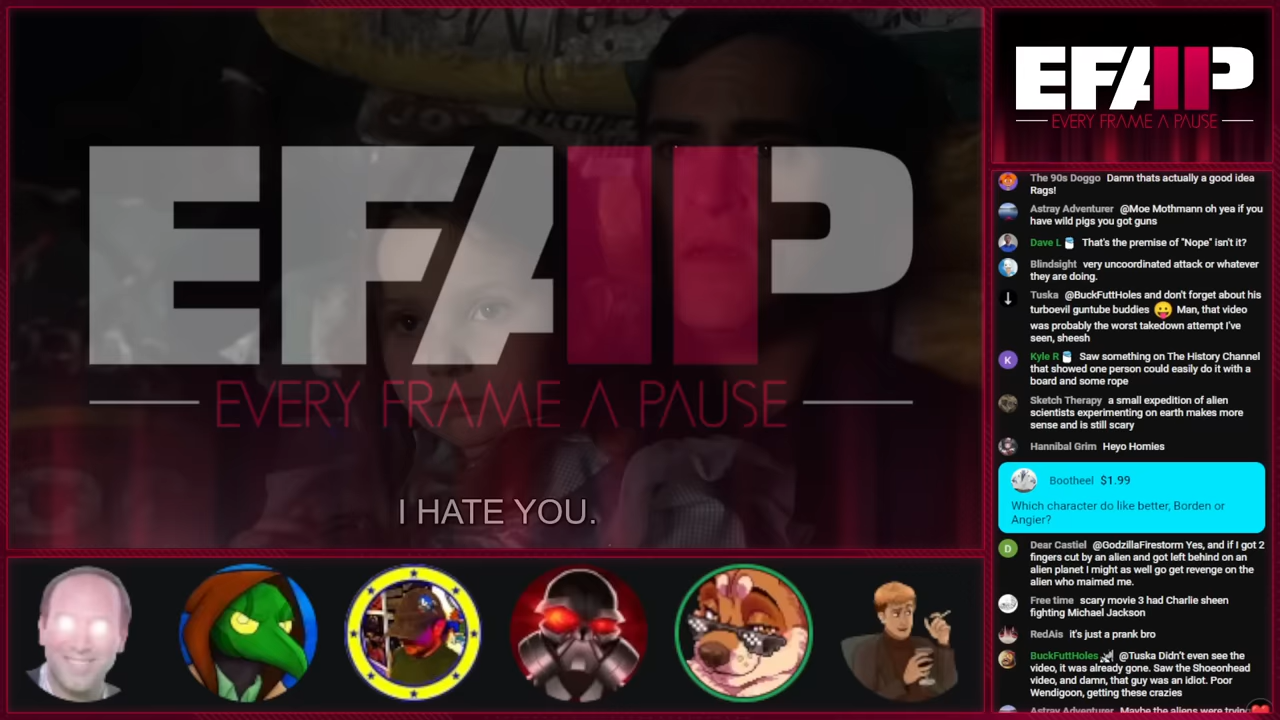 EFAP
EVERY FRAME A PAUSE
I HATE YOU.
EFAP
EVERY FRAME A PAUSE
The 90s Doggo Damn thats actually a good idea
Rags!
Astray Adventurer @Moe Mothmann oh yea if you
have wild pigs you got guns
Dave L That's the premise of "Nope" isn't it?
Blindsight very uncoordinated attack or whatever
they are doing.
Tuska @BuckFuttHoles and don't forget about his
turboevil guntube buddies 😛 Man, that video
was probably the worst takedown attempt I've
seen, sheesh
K
Kyle R Saw something on The History Channel
that showed one person could easily do it with a
board and some rope
Sketch Therapy a small expedition of alien
scientists experimenting on earth makes more
sense and is still scary
Hannibal Grim Heyo Homies
Bootheel $1.99
Which character do like better, Borden or
Angier?
D
Dear Castiel @GodzillaFirestorm Yes, and if I got 2
fingers cut by an alien and got left behind on an
alien planet I might as well go get revenge on the
alien who maimed me.
Free time scary movie 3 had Charlie sheen
fighting Michael Jackson
RedAis it's just a prank bro
BuckFuttHoles @Tuska Didn't even see the
video, it was already gone. Saw the Shoeonhead
video, and damn, that guy was an idiot. Poor
Wendigoon, getting these crazies
Astray Adventurer Maybe the aliens were trying